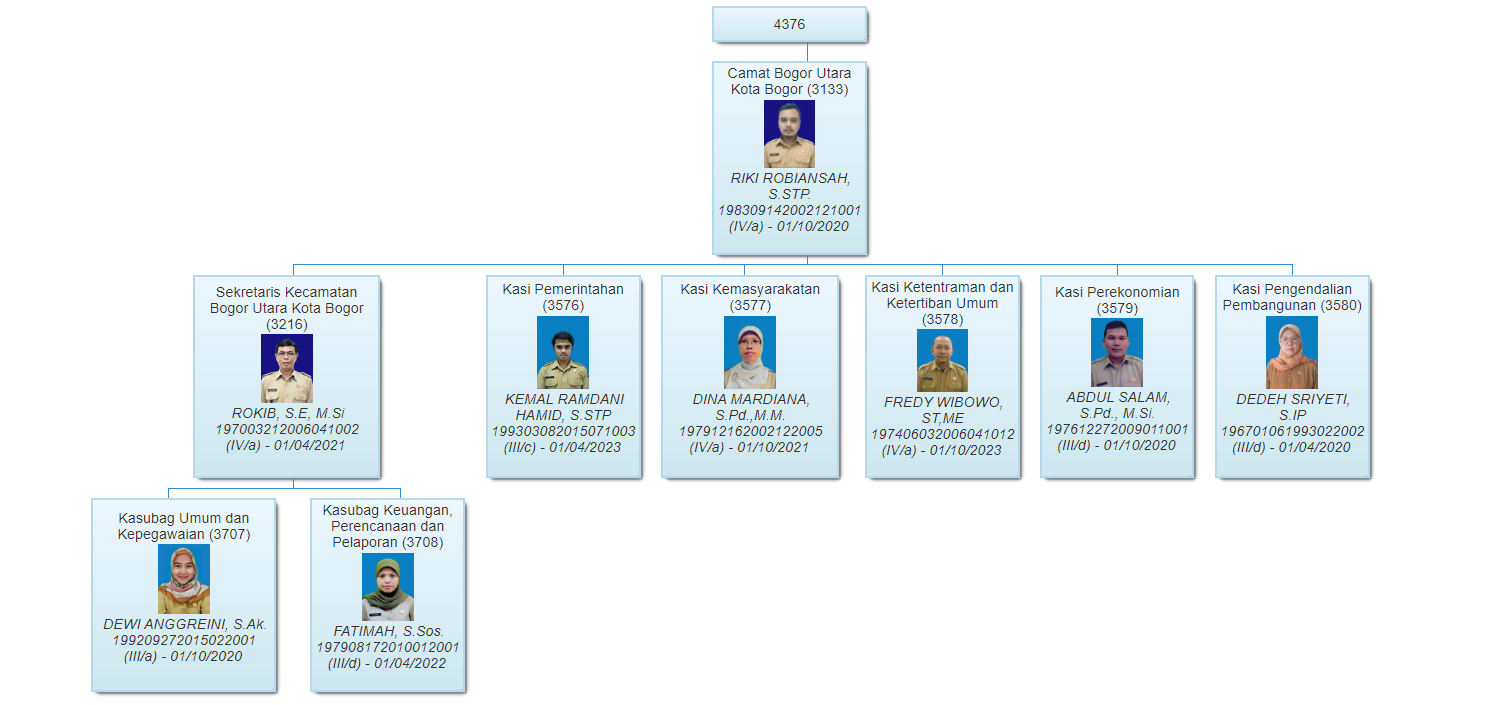 4376
Camat Bogor Utara
Kota Bogor (3133)
RIKI ROBIANSAH,
S.STP.
198309142002121001
(IV/a) - 01/10/2020
Sekretaris Kecamatan
Bogor Utara Kota Bogor
(3216)
ROKIB, S.E, M.Si
197003212006041002
(IV/a) - 01/04/2021
Kasi Pemerintahan
(3576)
KEMAL RAMDANI
HAMID, S.STP
199303082015071003
(III/c) - 01/04/2023
Kasi Kemasyarakatan
(3577)
DINA MARDIANA,
S.Pd.,M.M.
197912162002122005
(IV/a) - 01/10/2021
Kasi Ketentraman dan
Ketertiban Umum
(3578)
FREDY WIBOWO,
ST,ME
197406032006041012
(IV/a) - 01/10/2023
Kasi Perekonomian
(3579)
ABDUL SALAM,
S.Pd., M.Si.
197612272009011001
(III/d) - 01/10/2020
Kasi Pengendalian
Pembangunan (3580)
DEDEH SRIYETI,
S.IP
196701061993022002
(III/d) - 01/04/2020
Kasubag Umum dan
Kepegawaian (3707)
DEWI ANGGREINI, S.Ak.
199209272015022001
(III/a) - 01/10/2020
Kasubag Keuangan,
Perencanaan dan
Pelaporan (3708)
FATIMAH, S.Sos.
197908172010012001
(III/d) - 01/04/2022